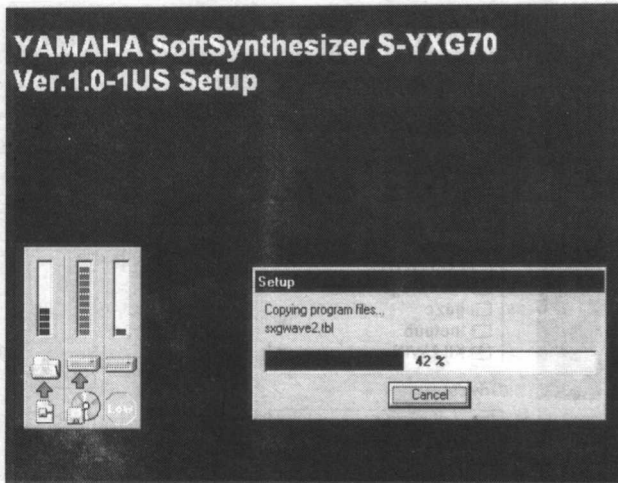 YAMAHA SoftSynthesizer S-YXG70
Ver.1.0-1US Setup
Setup
Copying program files...
sxgwave2.tbl
42 %
Cancel